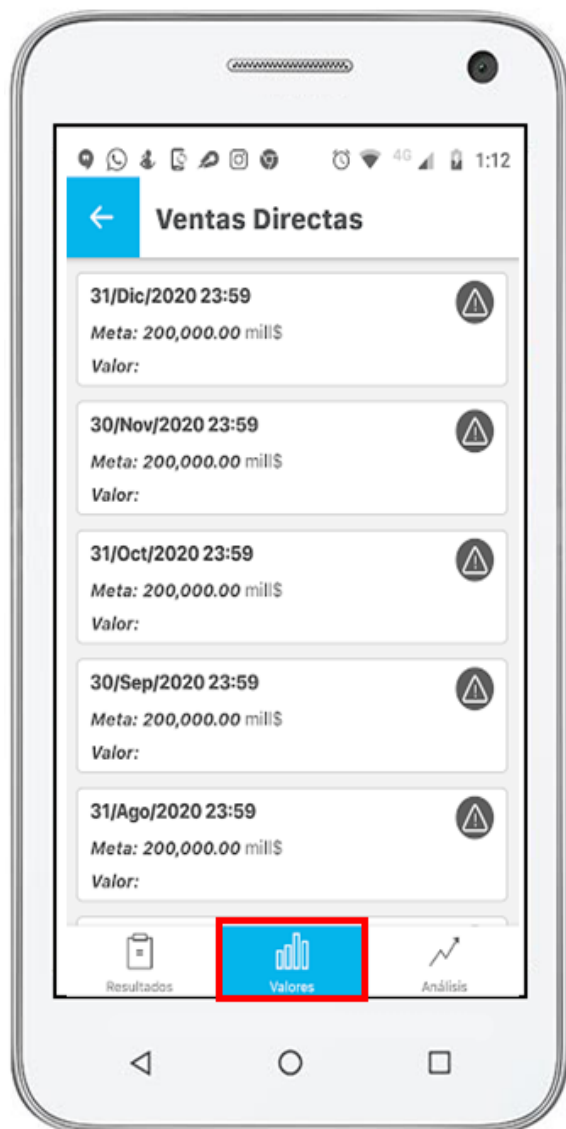 4G 1:12
Ventas Directas
31/Dic/2020 23:59
Meta: 200,000.00 mill$
Valor:
30/Nov/2020 23:59
Meta: 200,000.00 mill$
Valor:
31/Oct/2020 23:59
Meta: 200,000.00 mill$
Valor:
30/Sep/2020 23:59
Meta: 200,000.00 mill$
Valor:
31/Ago/2020 23:59
Meta: 200,000.00 mill$
Valor:
Resultados Valores Análisis